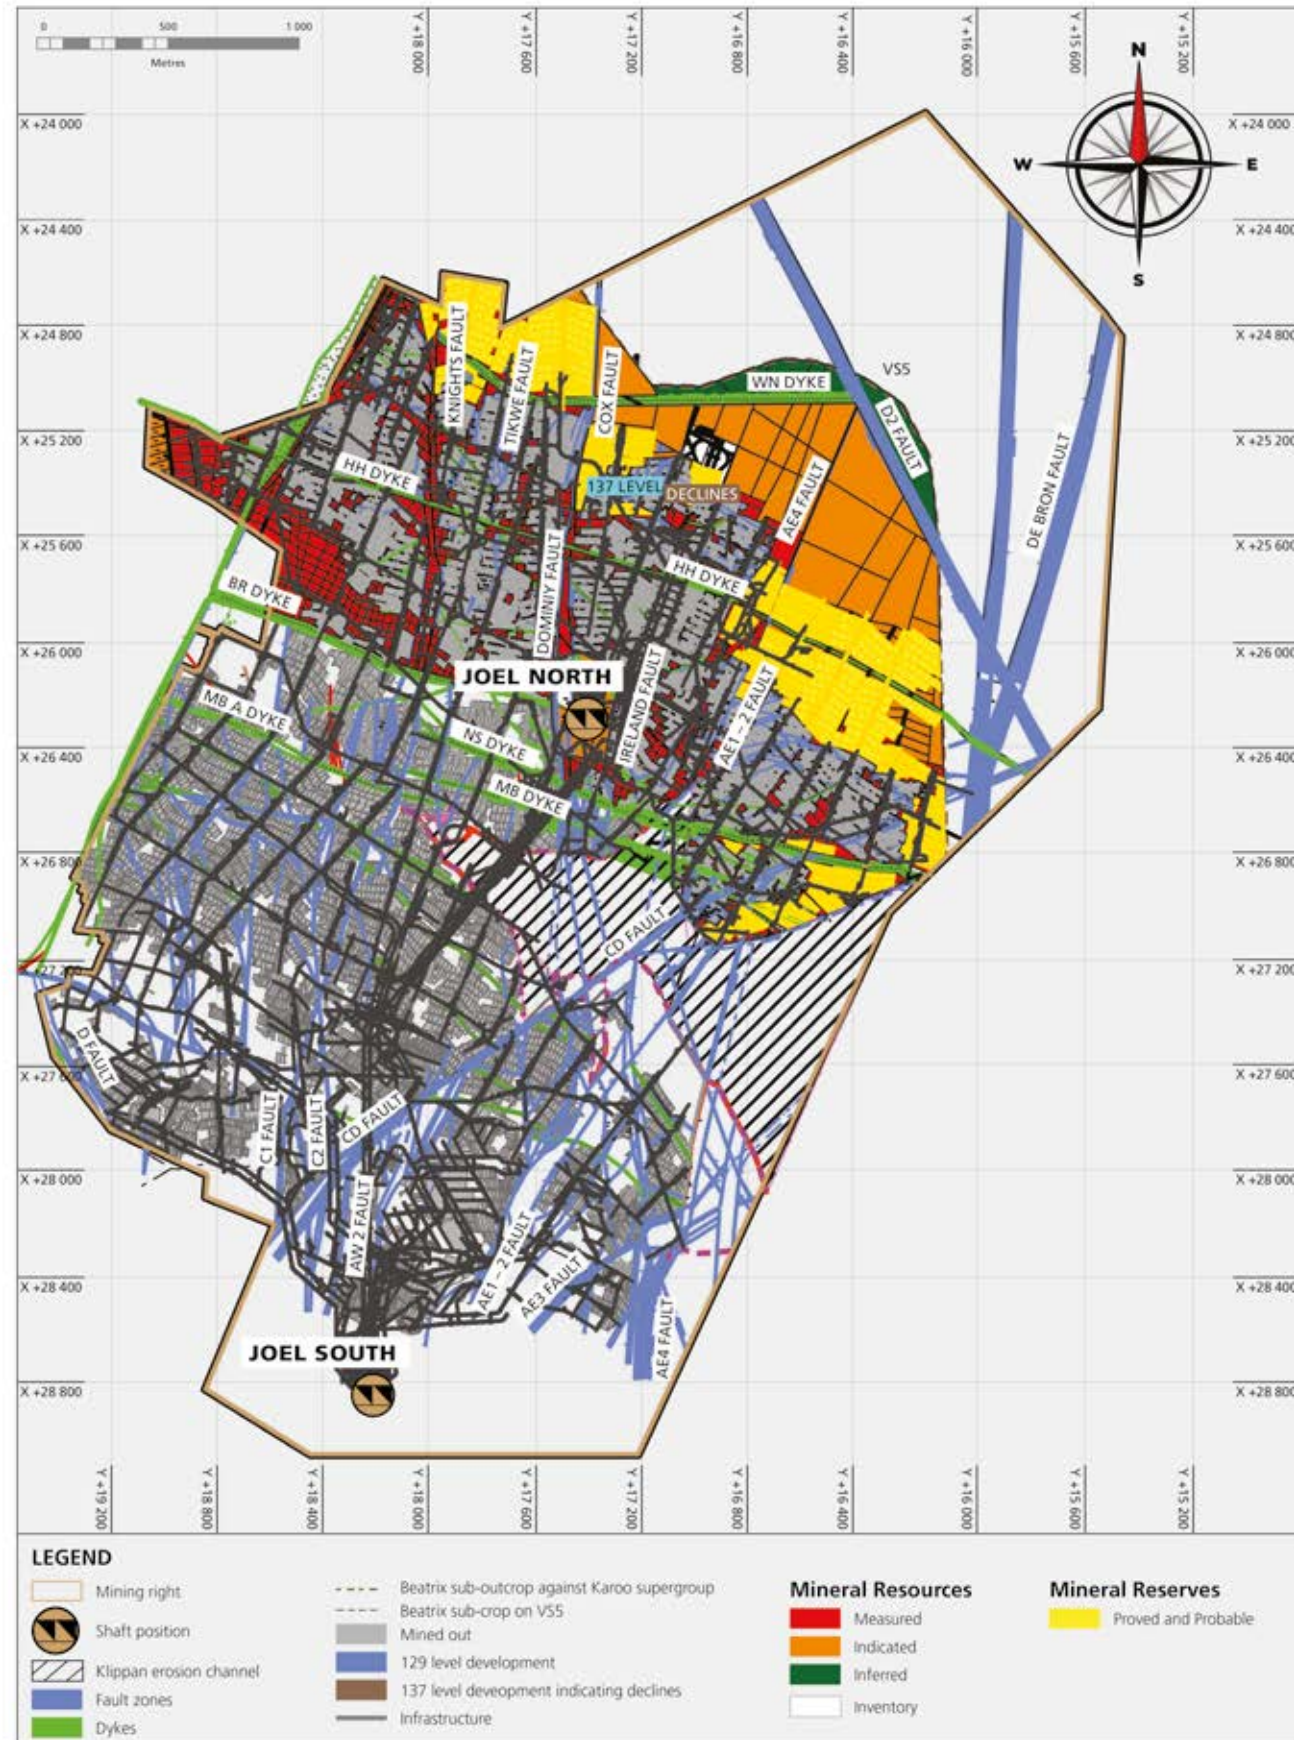 0 500 1 000
Metres
Y +18 000
Y +17 600
Y +17 200
Y +16 800
Y +16 400
Y +16 000
Y +15 600
Y +15 200
N
W E
S
X +24 000
X +24 000
X +24 400
X +24 400
X +24 800
X +24 800
KNIGHTS FAULT
TIKWE FAULT
COX FAULT
WN DYKE
VS5
D2 FAULT
X +25 200
X +25 200
HH DYKE
137 LEVEL
DECLINES
AE4 FAULT
DE BRON FAULT
X +25 600
X +25 600
BR DYKE
DOMINIY FAULT
HH DYKE
X +26 000
X +26 000
JOEL NORTH
IRELAND FAULT
AE1 – 2 FAULT
MB A DYKE
NS DYKE
X +26 400
X +26 400
MB DYKE
X +26 800
X +26 800
CD FAULT
X +27 200
D FAULT
X +27 600
X +27 600
C1 FAULT
C2 FAULT
CD FAULT
X +28 000
X +28 000
AW 2 FAULT
AE1 – 2 FAULT
AE3 FAULT
X +28 400
X +28 400
AE4 FAULT
JOEL SOUTH
X +28 800
X +28 800
Y +19 200
Y +18 800
Y +18 400
Y +18 000
Y +17 600
Y +17 200
Y +16 800
Y +16 400
Y +16 000
Y +15 600
Y +15 200
LEGEND
Mining right
Shaft position
Klippan erosion channel
Fault zones
Dykes
Beatrix sub-outcrop against Karoo supergroup
Beatrix sub-crop on VS5
Mined out
129 level development
137 level deveopment indicating declines
Infrastructure
Mineral Resources
Measured
Indicated
Inferred
Inventory
Mineral Reserves
Proved and Probable